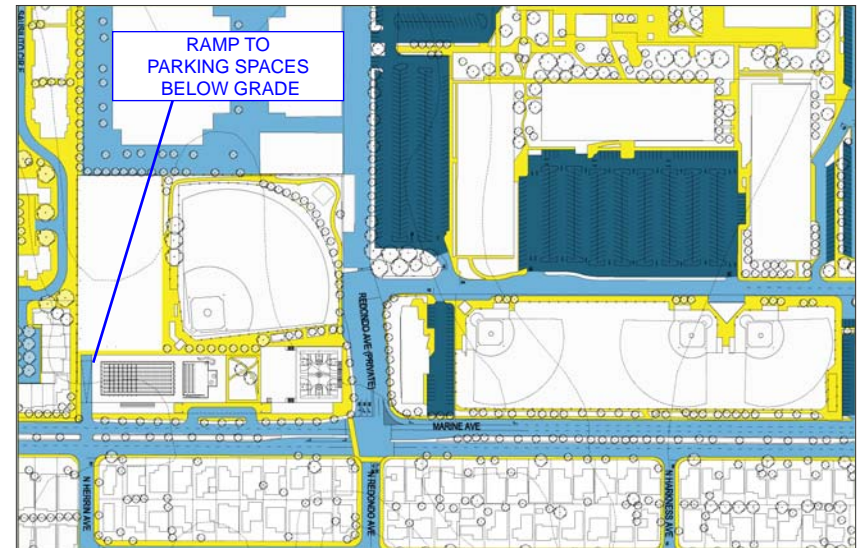 RAMP TO
PARKING SPACES
BELOW GRADE
REDONDO AVE (PRIVATE)
MARINE AVE
N HERRIN AVE
N REDONDO AVE
N HARKNESS AVE